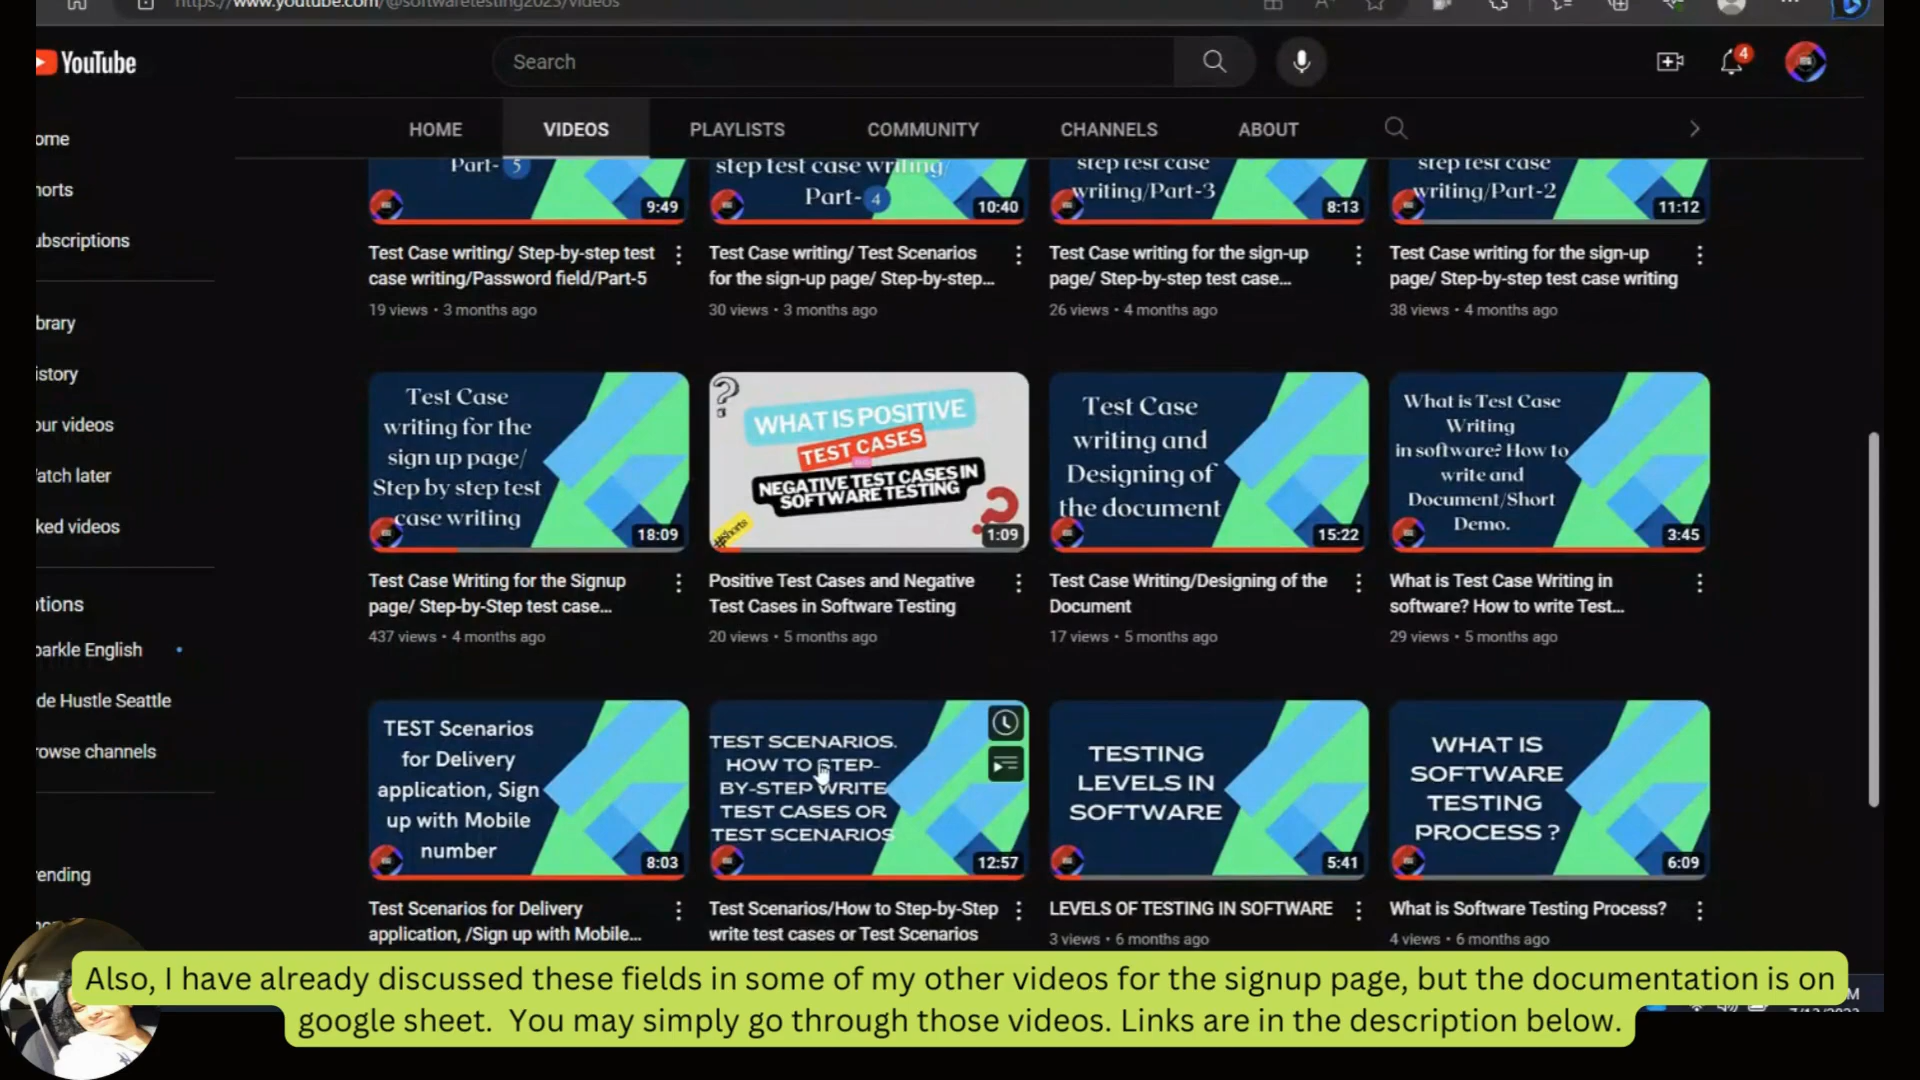 https://www.youtube.com/@softwaretesting2023/videos
YouTube
Search
4
HOME VIDEOS PLAYLISTS COMMUNITY CHANNELS ABOUT
ome
horts
ubscriptions
brary
istory
our videos
atch later
ked videos
otions
arkle English
de Hustle Seattle
rowse channels
rending
Part- 5
9:49
Test Case writing/ Step-by-step test
case writing/Password field/Part-5
19 views • 3 months ago
step test case writing/
Part- 4
10:40
Test Case writing/ Test Scenarios
for the sign-up page/ Step-by-step...
30 views • 3 months ago
step test case
writing/Part-3
8:13
Test Case writing for the sign-up
page/ Step-by-step test case...
26 views • 4 months ago
step test case
writing/Part-2
11:12
Test Case writing for the sign-up
page/ Step-by-step test case writing
38 views • 4 months ago
Test Case
writing for the
sign up page/
Step by step test
case writing
18:09
Test Case Writing for the Signup
page/ Step-by-Step test case...
437 views • 4 months ago
?
WHAT IS POSITIVE
TEST CASES
NEGATIVE TEST CASES IN
SOFTWARE TESTING
?
#shorts
1:09
Positive Test Cases and Negative
Test Cases in Software Testing
20 views • 5 months ago
Test Case
writing and
Designing of
the document
15:22
Test Case Writing/Designing of the
Document
17 views • 5 months ago
What is Test Case
Writing
in software? How to
write and
Document/Short
Demo.
3:45
What is Test Case Writing in
software? How to write Test...
29 views • 5 months ago
TEST Scenarios
for Delivery
application, Sign
up with Mobile
number
8:03
Test Scenarios for Delivery
application, /Sign up with Mobile...
TEST SCENARIOS.
HOW TO STEP-
BY-STEP WRITE
TEST CASES OR
TEST SCENARIOS
12:57
Test Scenarios/How to Step-by-Step
write test cases or Test Scenarios
TESTING
LEVELS IN
SOFTWARE
5:41
LEVELS OF TESTING IN SOFTWARE
3 views • 6 months ago
WHAT IS
SOFTWARE
TESTING
PROCESS ?
6:09
What is Software Testing Process?
4 views • 6 months ago
Also, I have already discussed these fields in some of my other videos for the signup page, but the documentation is on
google sheet. You may simply go through those videos. Links are in the description below.